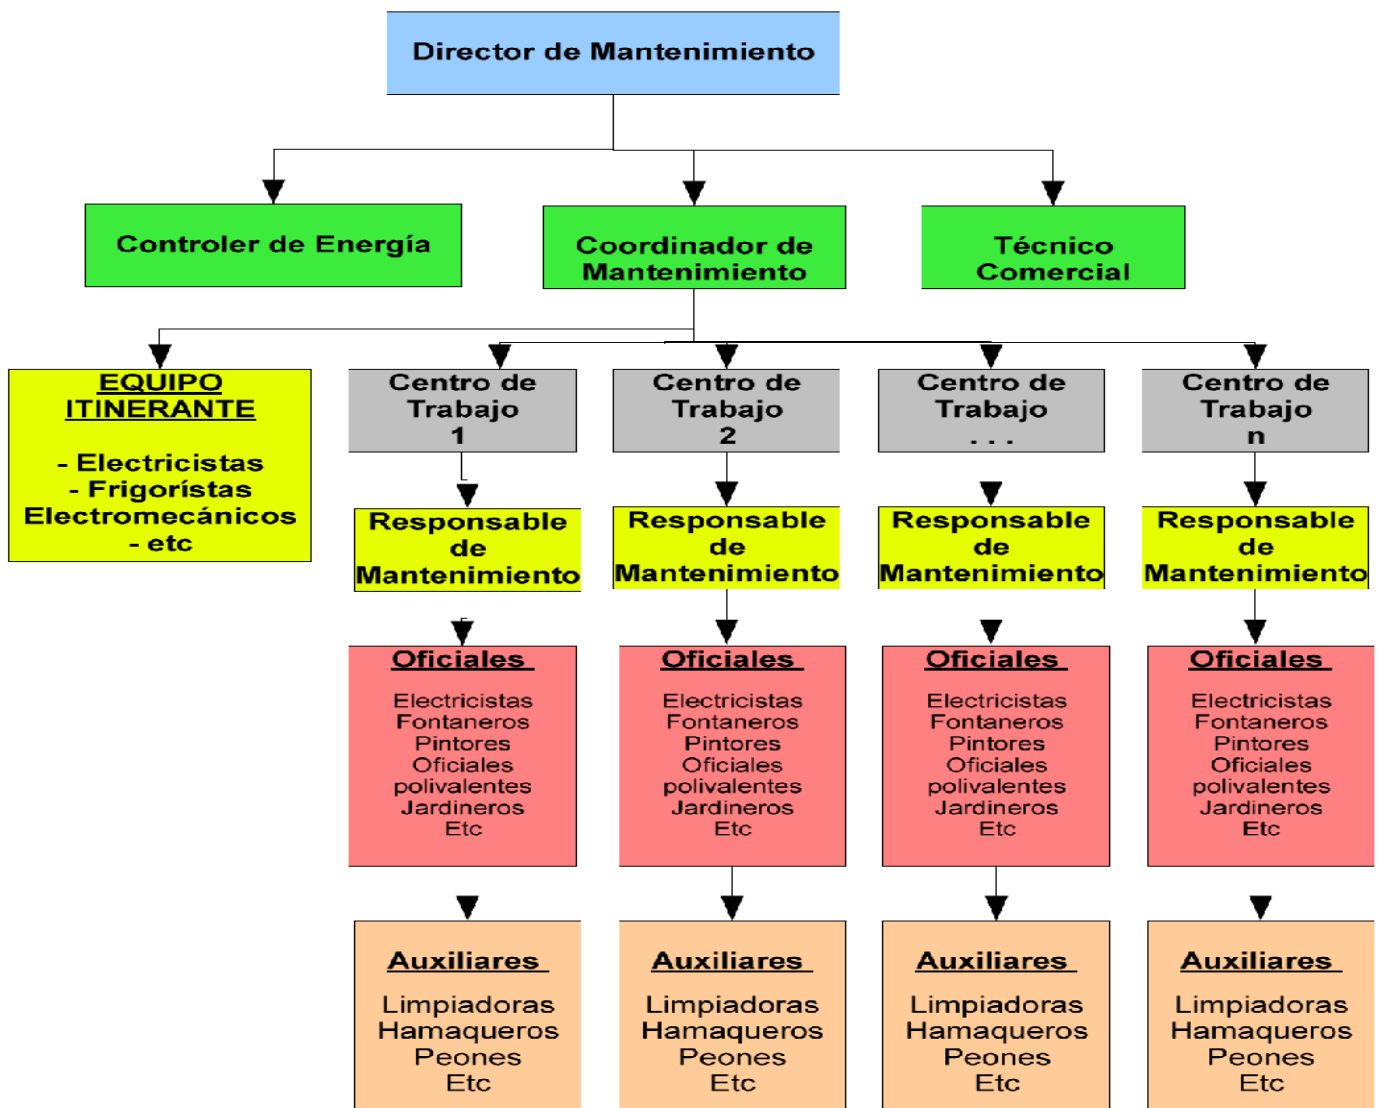 Director de Mantenimiento
Controler de Energía
Coordinador de
Mantenimiento
Técnico
Comercial
EQUIPO
ITINERANTE
- Electricistas
- Frigorístas
Electromecánicos
- etc
Centro de
Trabajo
1
Centro de
Trabajo
2
Centro de
Trabajo
. . .
Centro de
Trabajo
n
Responsable
de
Mantenimiento
Responsable
de
Mantenimiento
Responsable
de
Mantenimiento
Responsable
de
Mantenimiento
Oficiales
Electricistas
Fontaneros
Pintores
Oficiales
polivalentes
Jardineros
Etc
Oficiales
Electricistas
Fontaneros
Pintores
Oficiales
polivalentes
Jardineros
Etc
Oficiales
Electricistas
Fontaneros
Pintores
Oficiales
polivalentes
Jardineros
Etc
Oficiales
Electricistas
Fontaneros
Pintores
Oficiales
polivalentes
Jardineros
Etc
Auxiliares
Limpiadoras
Hamaqueros
Peones
Etc
Auxiliares
Limpiadoras
Hamaqueros
Peones
Etc
Auxiliares
Limpiadoras
Hamaqueros
Peones
Etc
Auxiliares
Limpiadoras
Hamaqueros
Peones
Etc